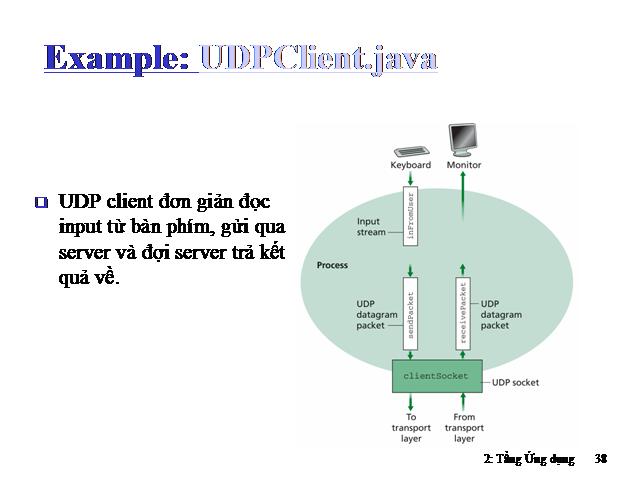 Example: UDPClient.java
UDP client đơn giản đọc
input từ bàn phím, gửi qua
server và đợi server trả kết
quả về.
Keyboard
Monitor
inFromUser
Input
stream
Process
UDP
datagram
packet
sendPacket
receivePacket
UDP
datagram
packet
clientSocket
UDP socket
To
transport
layer
From
transport
layer
2: Tầng Ứng dụng 38